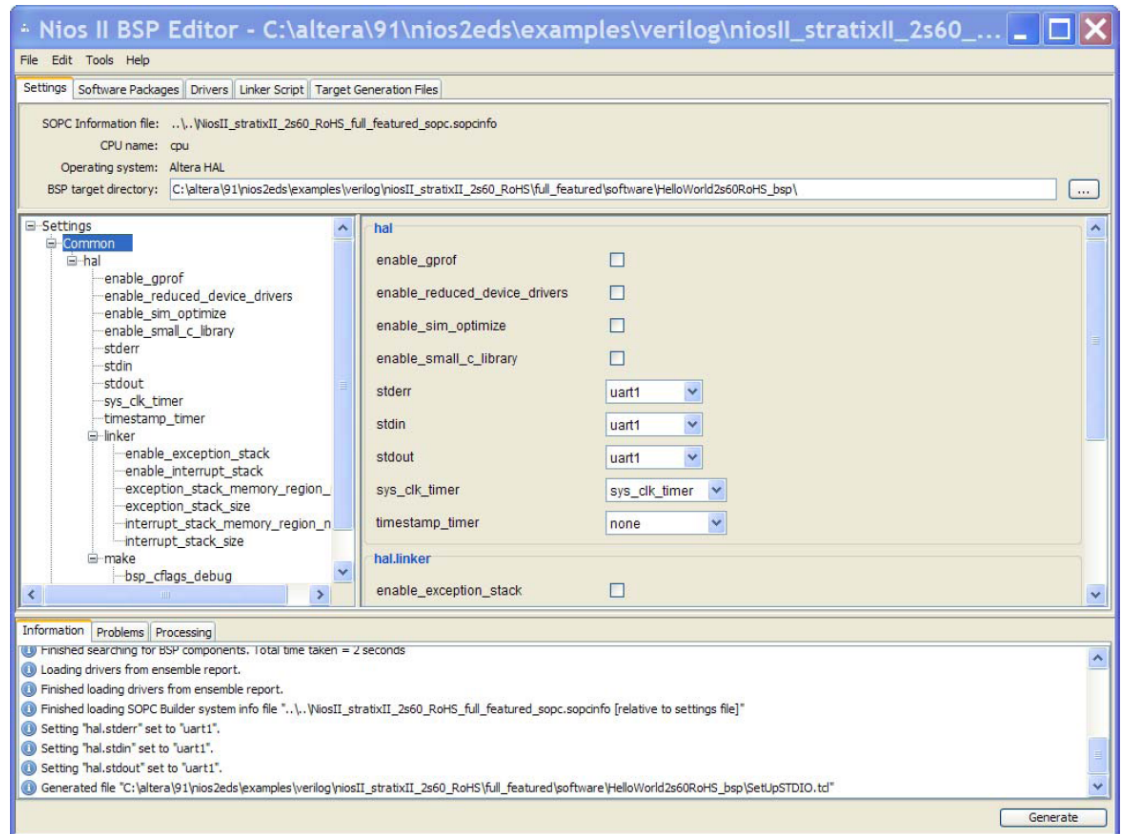 Nios II BSP Editor - C:\altera\91\nios2eds\examples\verilog\niosII_stratixII_2s60_...
File Edit Tools Help
Settings Software Packages Drivers Linker Script Target Generation Files
SOPC Information file: ..\..\NiosII_stratixII_2s60_RoHS_full_featured_sopc.sopcinfo
CPU name: cpu
Operating system: Altera HAL
BSP target directory: C:\altera\91\nios2eds\examples\verilog\niosII_stratixII_2s60_RoHS\full_featured\software\HelloWorld2s60RoHS_bsp\ ...
Settings
Common
hal
enable_gprof
enable_reduced_device_drivers
enable_sim_optimize
enable_small_c_library
stderr
stdin
stdout
sys_clk_timer
timestamp_timer
linker
enable_exception_stack
enable_interrupt_stack
exception_stack_memory_region_
exception_stack_size
interrupt_stack_memory_region_n
interrupt_stack_size
make
bsp_cflags_debug
hal
enable_gprof
enable_reduced_device_drivers
enable_sim_optimize
enable_small_c_library
stderr uart1
stdin uart1
stdout uart1
sys_clk_timer sys_clk_timer
timestamp_timer none
hal.linker
enable_exception_stack
Information Problems Processing
Finished searching for BSP components. Total time taken = 2 seconds
Loading drivers from ensemble report.
Finished loading drivers from ensemble report.
Finished loading SOPC Builder system info file "..\..\NiosII_stratixII_2s60_RoHS_full_featured_sopc.sopcinfo [relative to settings file]"
Setting "hal.stderr" set to "uart1".
Setting "hal.stdin" set to "uart1".
Setting "hal.stdout" set to "uart1".
Generated file "C:\altera\91\nios2eds\examples\verilog\niosII_stratixII_2s60_RoHS\full_featured\software\HelloWorld2s60RoHS_bsp\SetUpSTDIO.tcl"
Generate